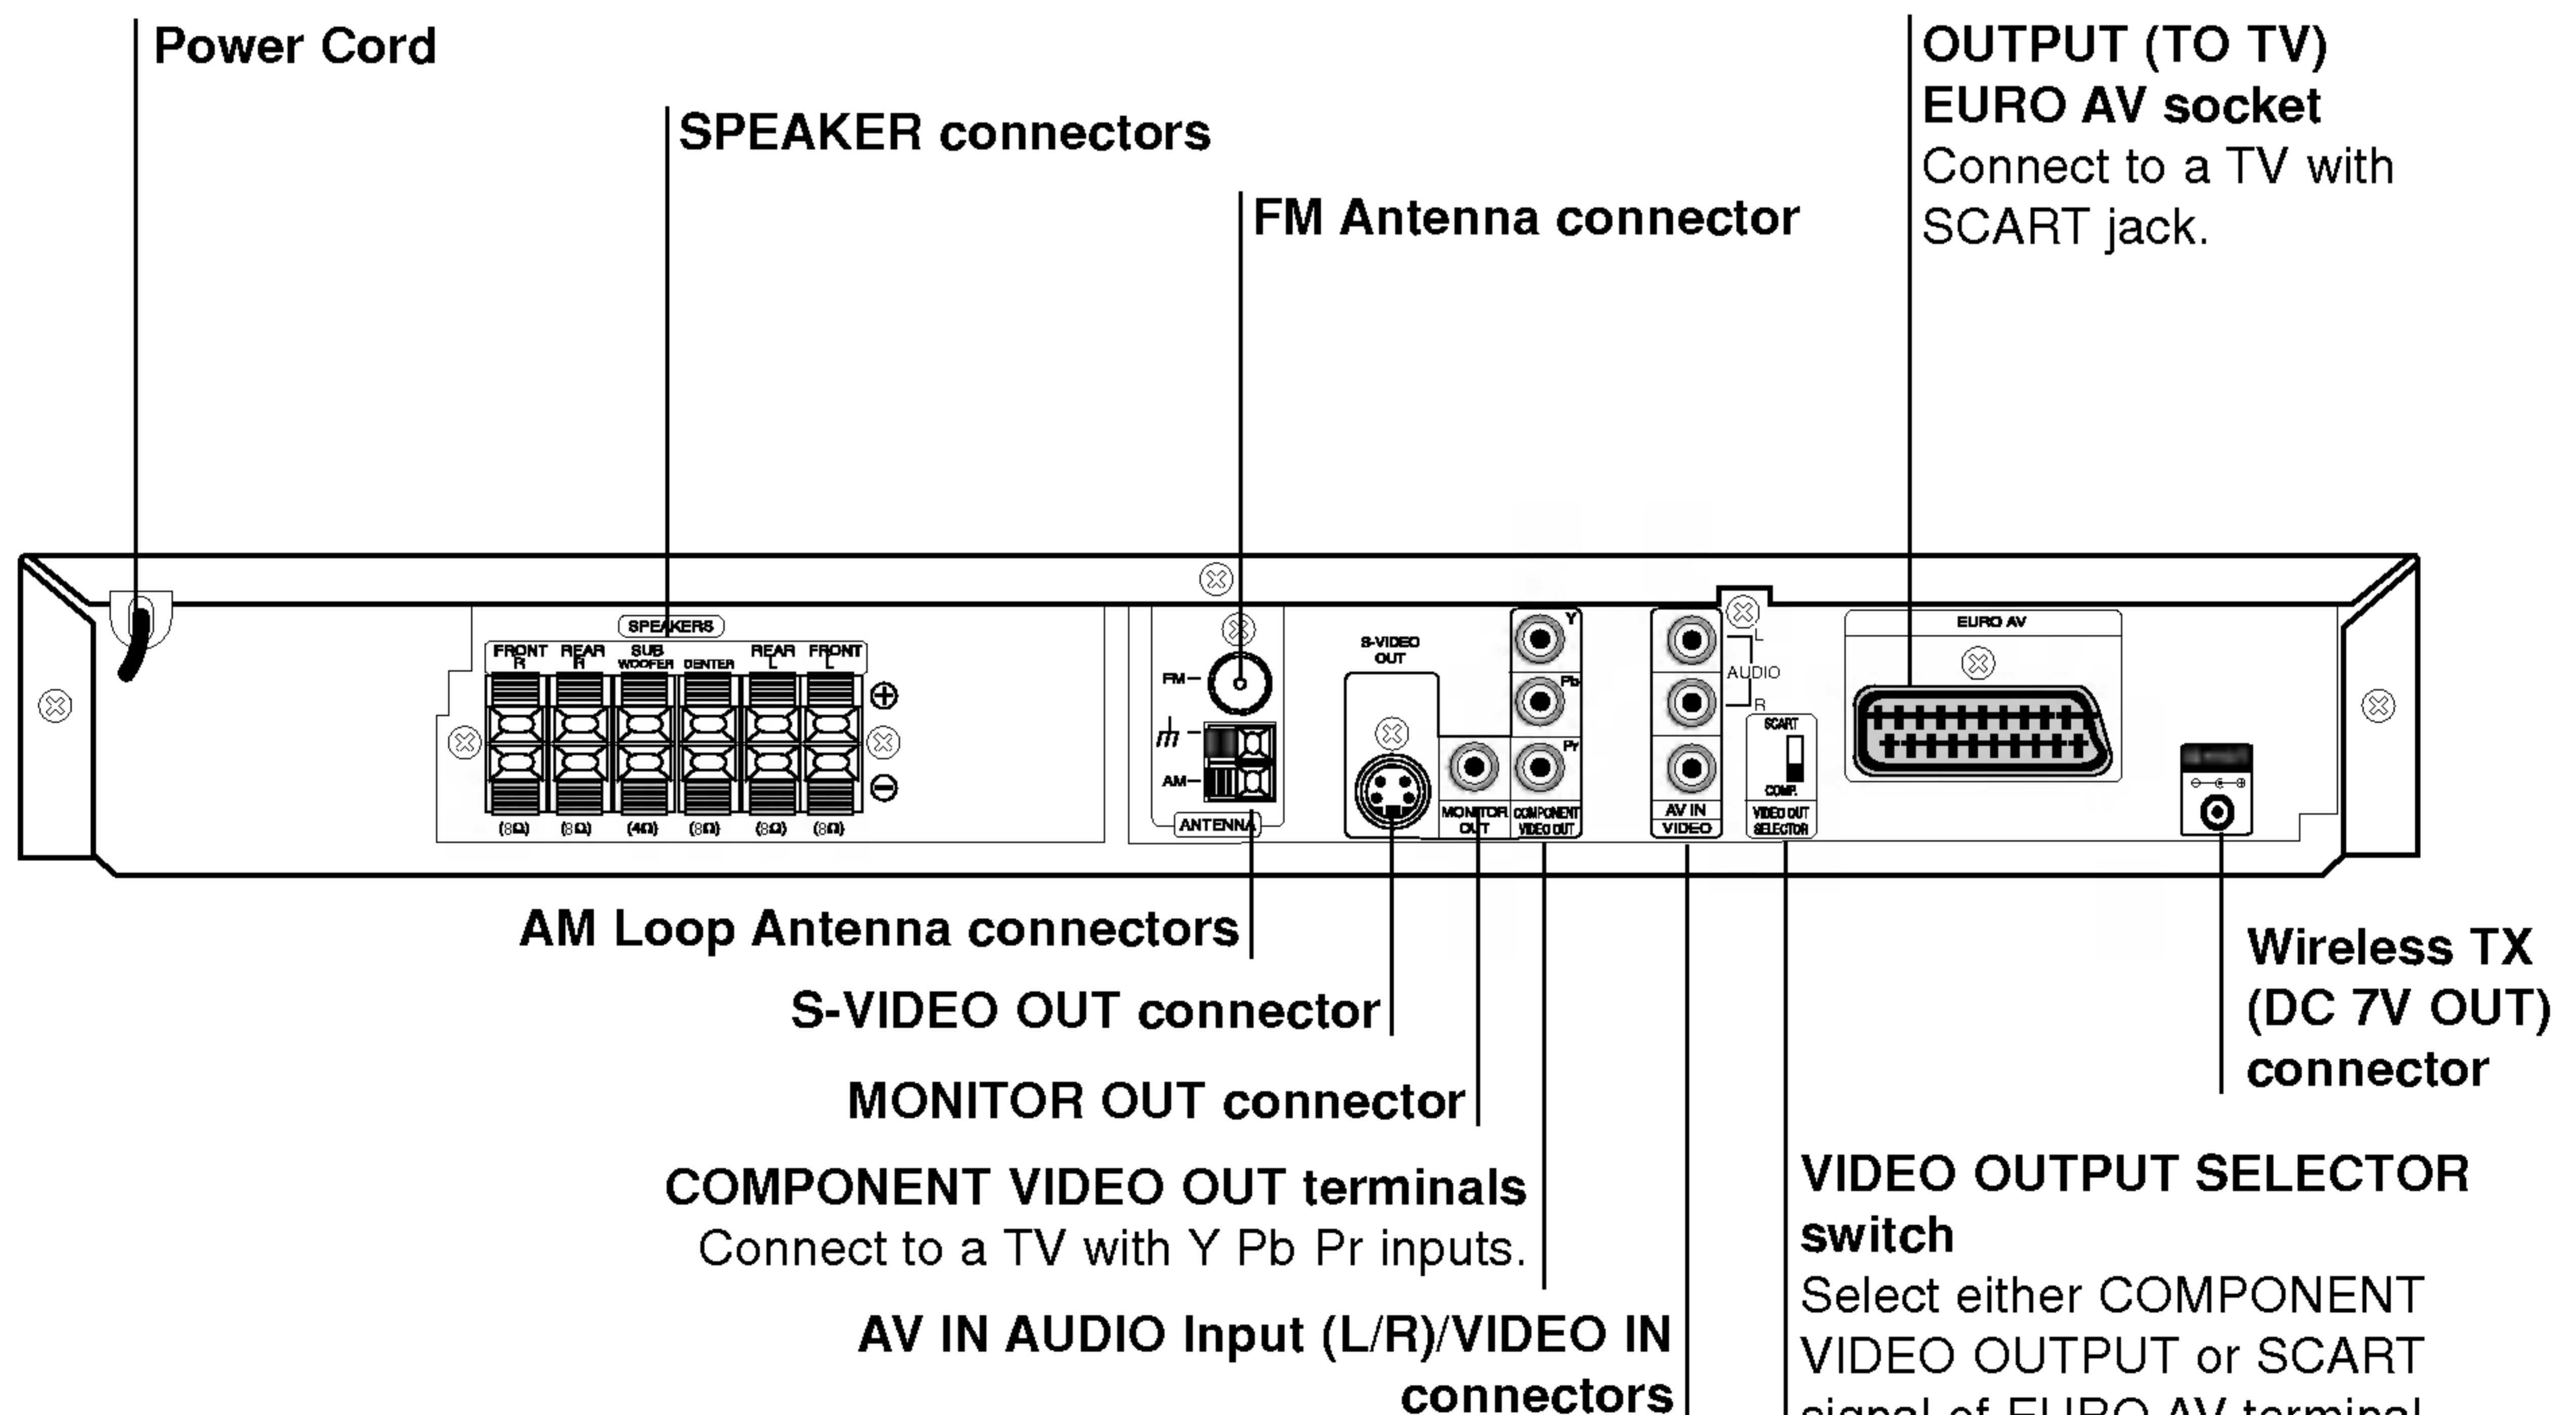 Power Cord
SPEAKER connectors
FM Antenna connector
OUTPUT (TO TV)
EURO AV socket
Connect to a TV with
SCART jack.
SPEAKERS
FRONT R
REAR R
SUB WOOFER
CENTER
REAR L
FRONT L
(8Ω) (8Ω) (4Ω) (8Ω) (8Ω) (8Ω)
FM
AM
ANTENNA
S-VIDEO
OUT
MONITOR
OUT
Y
Pb
Pr
COMPONENT
VIDEO OUT
L
AUDIO
R
AV IN
VIDEO
SCART
COMP.
VIDEO OUT
SELECTOR
EURO AV
AM Loop Antenna connectors
S-VIDEO OUT connector
MONITOR OUT connector
COMPONENT VIDEO OUT terminals
Connect to a TV with Y Pb Pr inputs.
AV IN AUDIO Input (L/R)/VIDEO IN
connectors
Wireless TX
(DC 7V OUT)
connector
VIDEO OUTPUT SELECTOR
switch
Select either COMPONENT
VIDEO OUTPUT or SCART
signal of EURO AV terminal